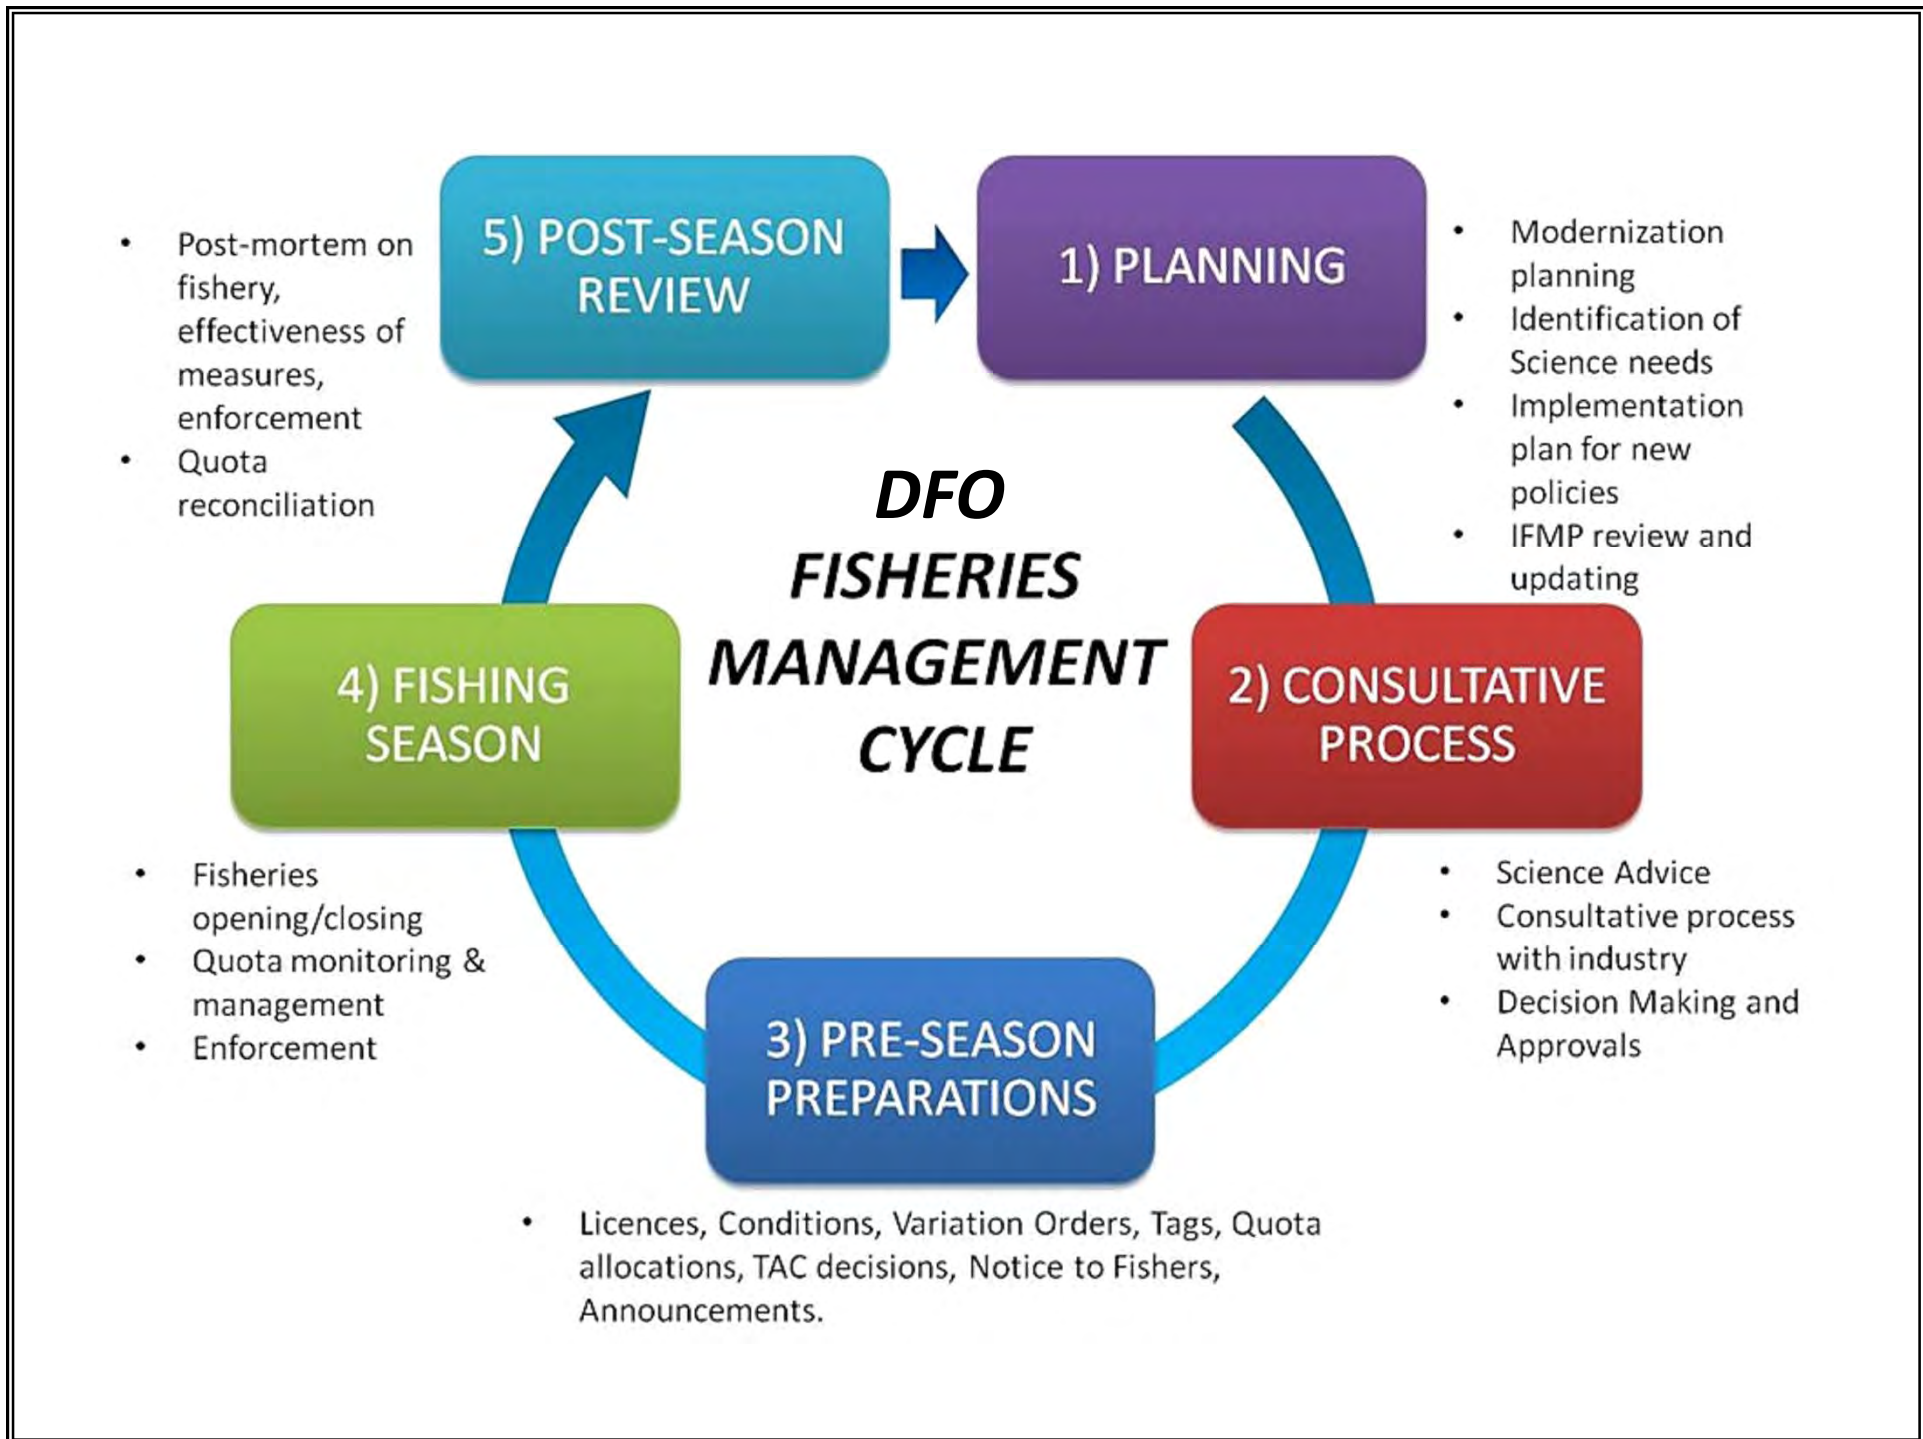 5) POST-SEASON
REVIEW
1) PLANNING
• Post-mortem on
fishery,
effectiveness of
measures,
enforcement
• Quota
reconciliation
• Modernization
planning
• Identification of
Science needs
• Implementation
plan for new
policies
• IFMP review and
updating
DFO
FISHERIES
MANAGEMENT
CYCLE
4) FISHING
SEASON
2) CONSULTATIVE
PROCESS
• Fisheries
opening/closing
• Quota monitoring &
management
• Enforcement
• Science Advice
• Consultative process
with industry
• Decision Making and
Approvals
3) PRE-SEASON
PREPARATIONS
• Licences, Conditions, Variation Orders, Tags, Quota
allocations, TAC decisions, Notice to Fishers,
Announcements.